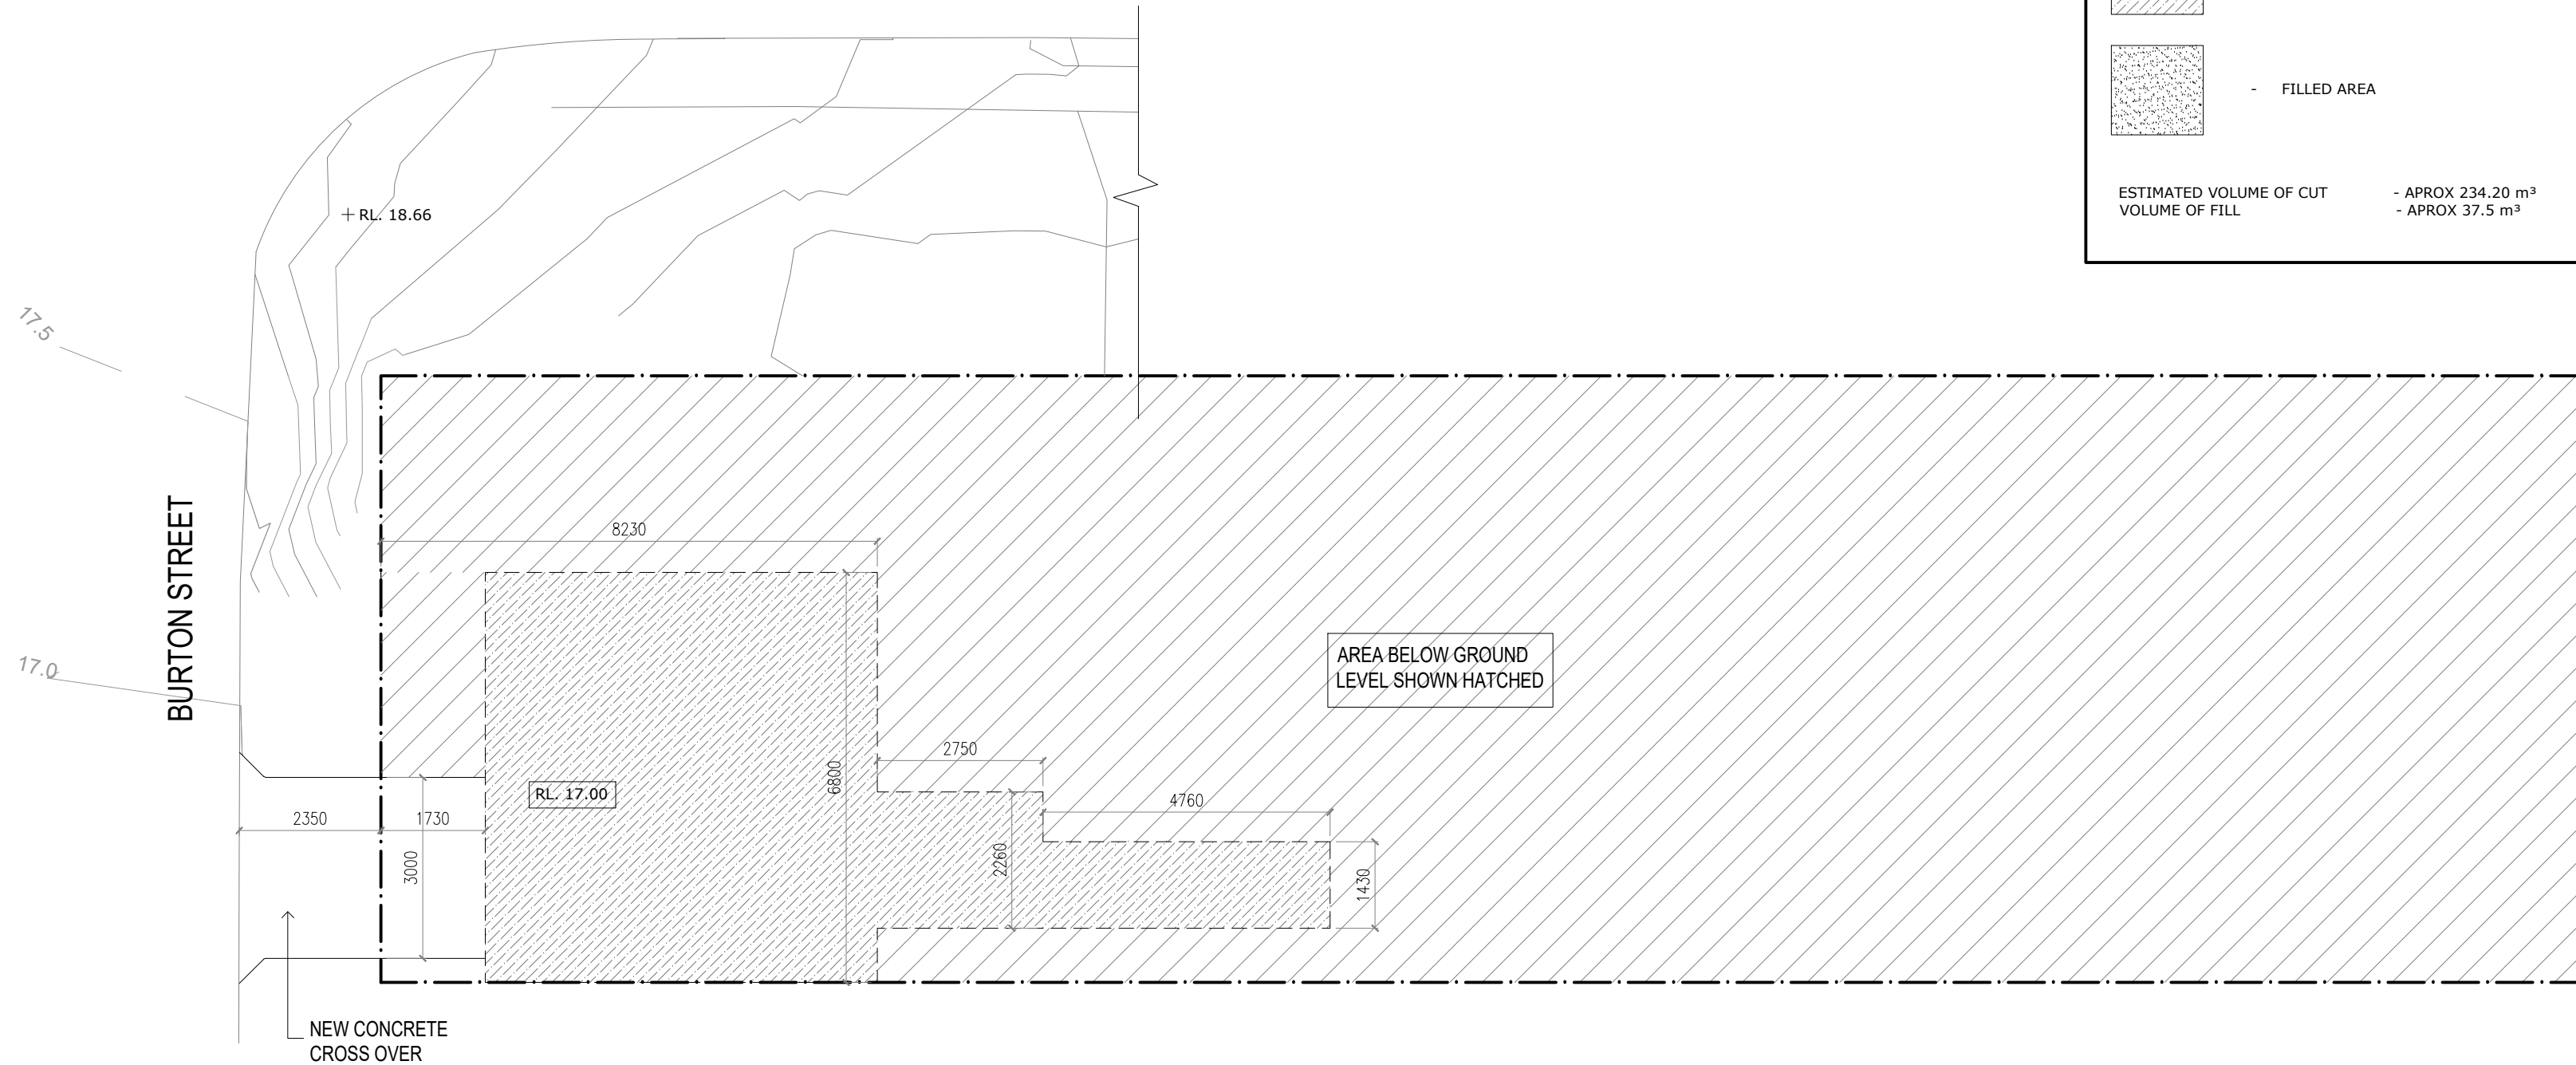 - FILLED AREA
ESTIMATED VOLUME OF CUT - APROX 234.20 m³
VOLUME OF FILL - APROX 37.5 m³
RL. 18.66
17.5
17.0
BURTON STREET
8230
AREA BELOW GROUND
LEVEL SHOWN HATCHED
2750
6800
RL. 17.00
4760
2350
1730
3000
2260
1430
NEW CONCRETE
CROSS OVER